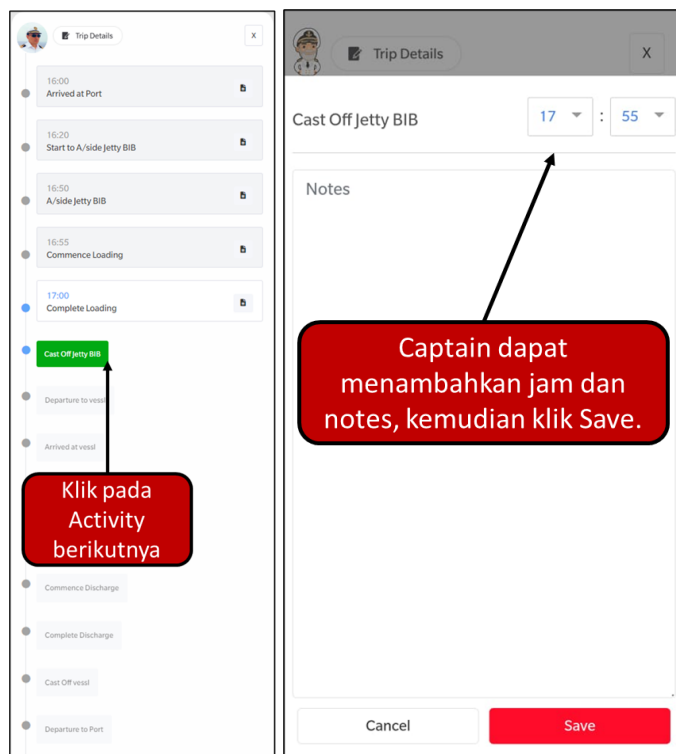 Trip Details
X
16:00
Arrived at Port
16:20
Start to A/side Jetty BIB
16:50
A/side Jetty BIB
16:55
Commence Loading
17:00
Complete Loading
Cast Off Jetty BIB
Departure to vessl
Arrived at vessl
Klik pada
Activity
berikutnya
Commence Discharge
Complete Discharge
Cast Off vessl
Departure to Port
Trip Details
X
Cast Off Jetty BIB
17 : 55
Notes
Captain dapat
menambahkan jam dan
notes, kemudian klik Save.
Cancel
Save